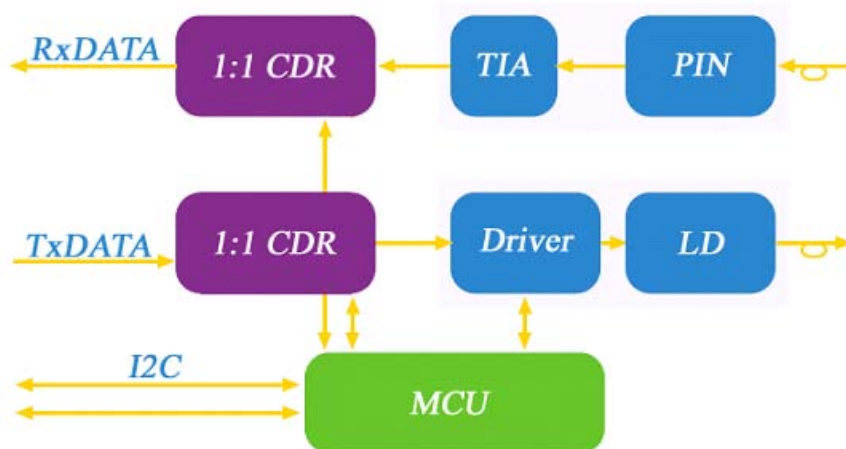 RxDATA 1:1 CDR TIA PIN
TxDATA 1:1 CDR Driver LD
I2C
MCU